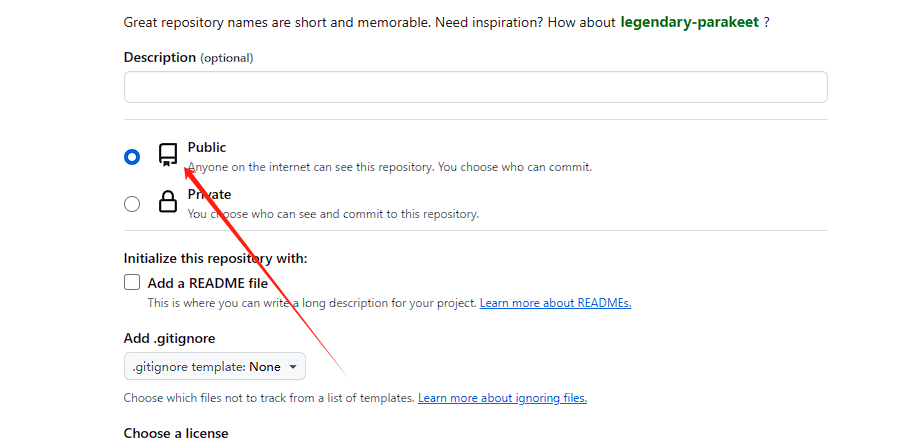 Great repository names are short and memorable. Need inspiration? How about legendary-parakeet ?
Description (optional)
Public
Anyone on the internet can see this repository. You choose who can commit.
Private
You choose who can see and commit to this repository.
Initialize this repository with:
Add a README file
This is where you can write a long description for your project. Learn more about READMEs.
Add .gitignore
.gitignore template: None
Choose which files not to track from a list of templates. Learn more about ignoring files.
Choose a license